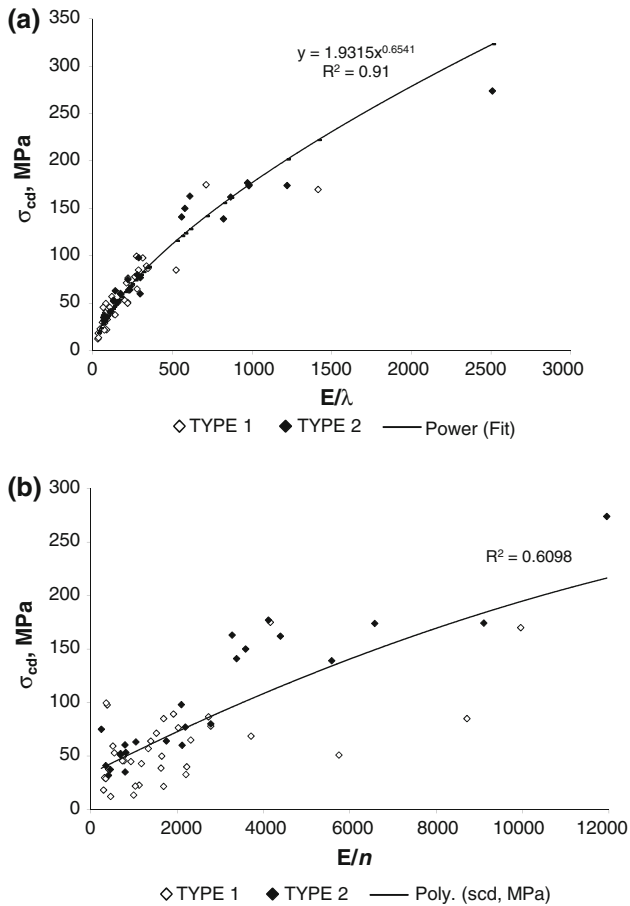 (a)
350
300
250
200
150
100
50
0
σcd, MPa
y = 1.9315x^0.6541
R² = 0.91
0 500 1000 1500 2000 2500 3000
E/λ
◇ TYPE 1 ◆ TYPE 2 — Power (Fit)
(b)
300
250
200
150
100
50
0
σcd, MPa
R² = 0.6098
0 2000 4000 6000 8000 10000 12000
E/n
◇ TYPE 1 ◆ TYPE 2 — Poly. (scd, MPa)